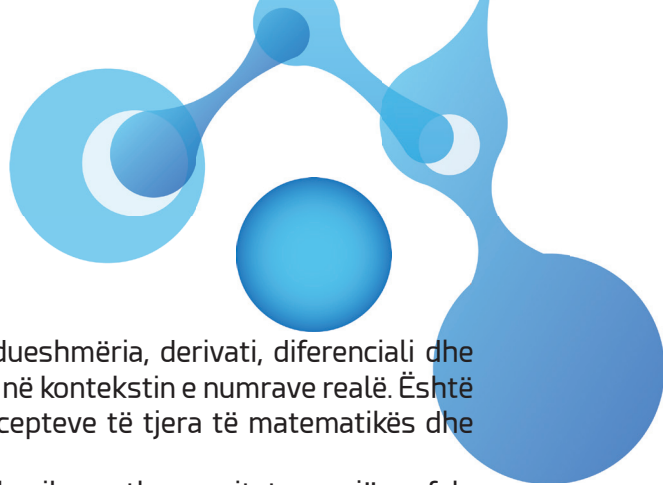 dueshmëria, derivati, diferenciali dhe
në kontekstin e numrave realë. Është
cepteve të tjera të matematikës dhe